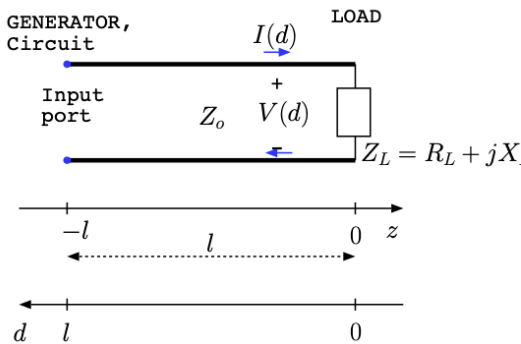 GENERATOR,
Circuit
LOAD
I(d)
+
Input
port
Z_o
V(d)
-
Z_L = R_L + jX
-l
0
z
l
d
l
0